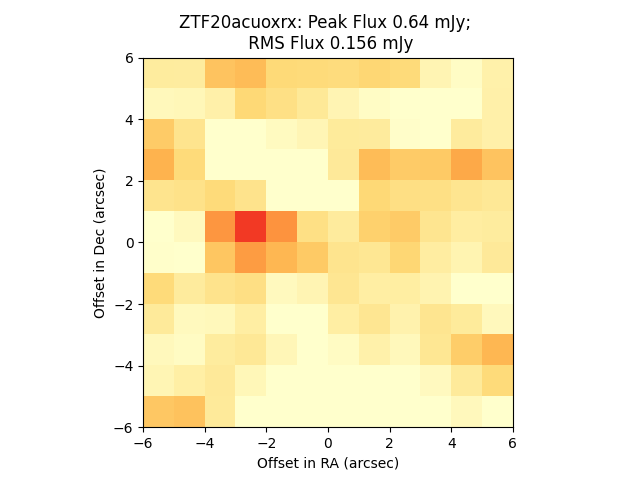 ZTF20acuoxrx: Peak Flux 0.64 mJy;
RMS Flux 0.156 mJy
6
4
2
0
−2
−4
−6
Offset in Dec (arcsec)
−6 −4 −2 0 2 4 6
Offset in RA (arcsec)